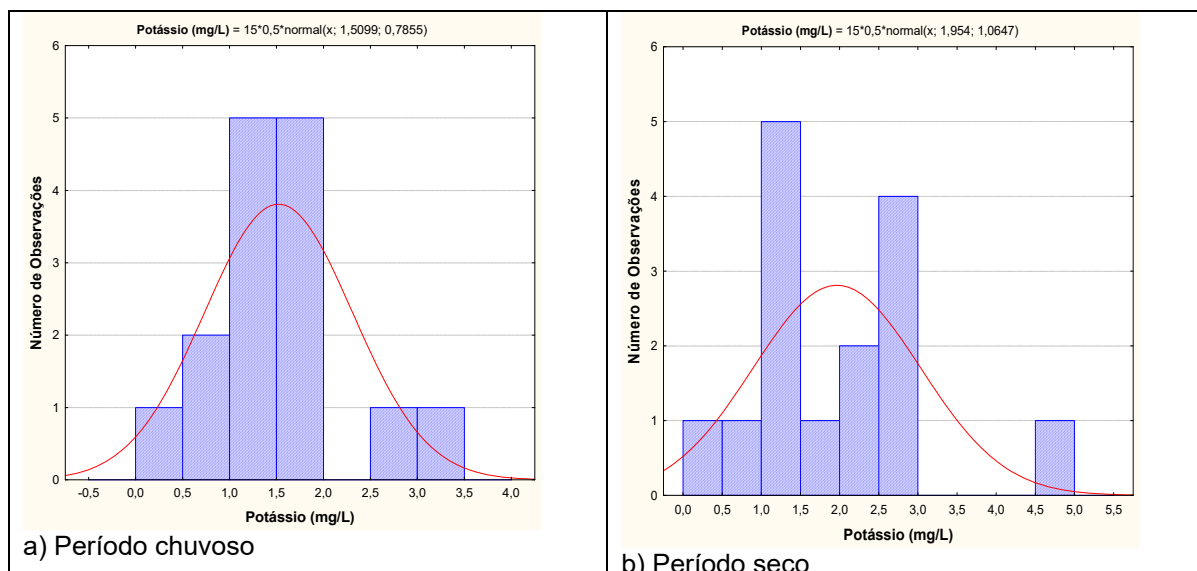 Potássio (mg/L) = 15*0,5*normal(x; 1,5099; 0,7855)
6
5
4
3
2
1
0
Número de Observações
-0,5 0,0 0,5 1,0 1,5 2,0 2,5 3,0 3,5 4,0
Potássio (mg/L)
a) Período chuvoso
Potássio (mg/L) = 15*0,5*normal(x; 1,954; 1,0647)
6
5
4
3
2
1
0
Número de Observações
0,0 0,5 1,0 1,5 2,0 2,5 3,0 3,5 4,0 4,5 5,0 5,5
Potássio (mg/L)
b) Período seco